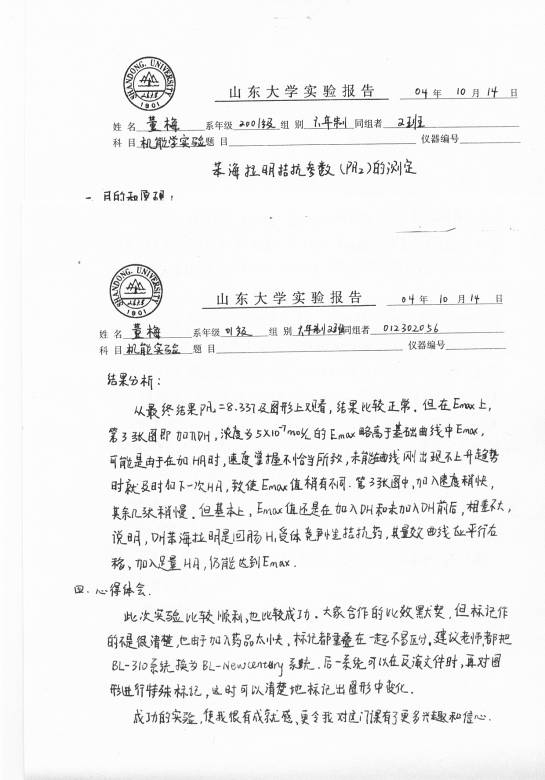 SHANDONG. UNIVERSITY
1901
山东大学实验报告 04年10月14日
姓名 董梅 系年级 2001级 组别 六年制 同组者 2班
科目 机能学实验 题目 仪器编号
苯海拉明拮抗参数(PA2)的测定
一 目的和原理:
SHANDONG. UNIVERSITY
1901
山东大学实验报告 04年10月14日
姓名 董梅 系年级 01级 组别 六年制2班 同组者 012302056
科目 机能实验 题目 仪器编号
结果分析:
从最终结果PA2=8.337及图形上观看,结果比较正常.但在Emax上,
第3张图即加入DH,浓度为5X10-7mol/L的Emax略高于基础曲线中Emax,
可能是由于在加HA时,速度掌握不恰当所致,未能在曲线刚出现不上升趋势
时就及时加下一次HA,致使Emax值稍有不同.第3张图中,加入速度稍快,
其余几张稍慢.但基本上,Emax值还是在加入DH和未加入DH前后,相差不大,
说明,DH苯海拉明是回肠H1受体竞争性拮抗药,其量效曲线应平行右
移,加入足量HA,仍能达到Emax.
四.心得体会.
此次实验比较顺利,也比较成功.大家合作的比较默契,但标记作
的不是很清楚,也由于加入药品太小夫,标记都重叠在一起不易区分,建议老师都把
BL-310系统换为BL-Newcentury系统.后一系统可以在反演文件时,再对图
形进行特殊标记,这时可以清楚地标记出图形中变化.
成功的实验,使我很有成就感,更令我对这门课有了更多兴趣和信心.